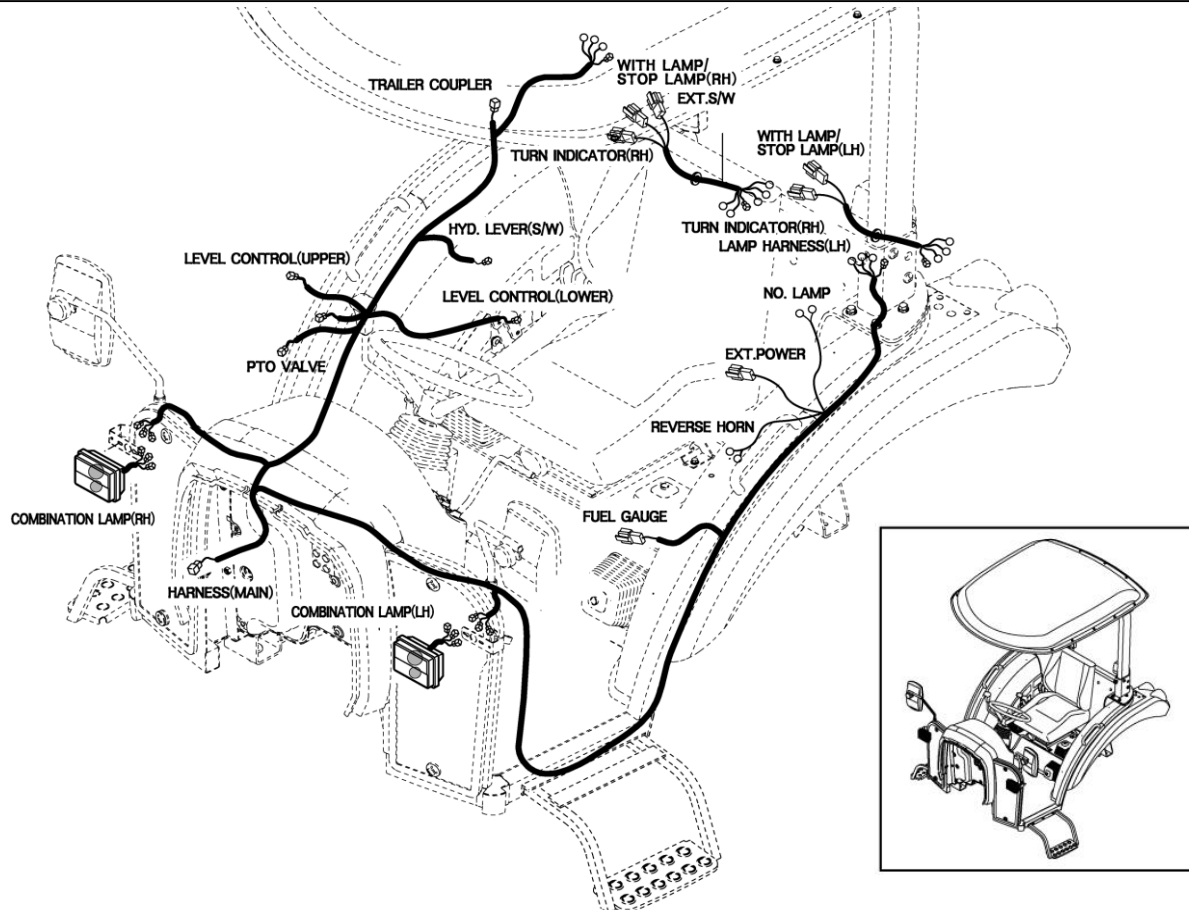 WITH LAMP/
STOP LAMP(RH)
TRAILER COUPLER
EXT.S/W
WITH LAMP/
STOP LAMP(LH)
TURN INDICATOR(RH)
HYD. LEVER(S/W)
TURN INDICATOR(RH)
LAMP HARNESS(LH)
LEVEL CONTROL(UPPER)
LEVEL CONTROL(LOWER)
NO. LAMP
PTO VALVE
EXT.POWER
REVERSE HORN
COMBINATION LAMP(RH)
FUEL GAUGE
HARNESS(MAIN)
COMBINATION LAMP(LH)